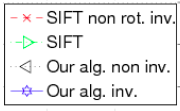 SIFT non rot. inv.
SIFT
Our alg. non inv.
Our alg. inv.